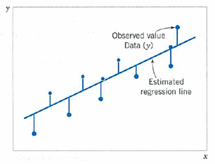 y
Observed value
Data (y)
Estimated
regression line
x